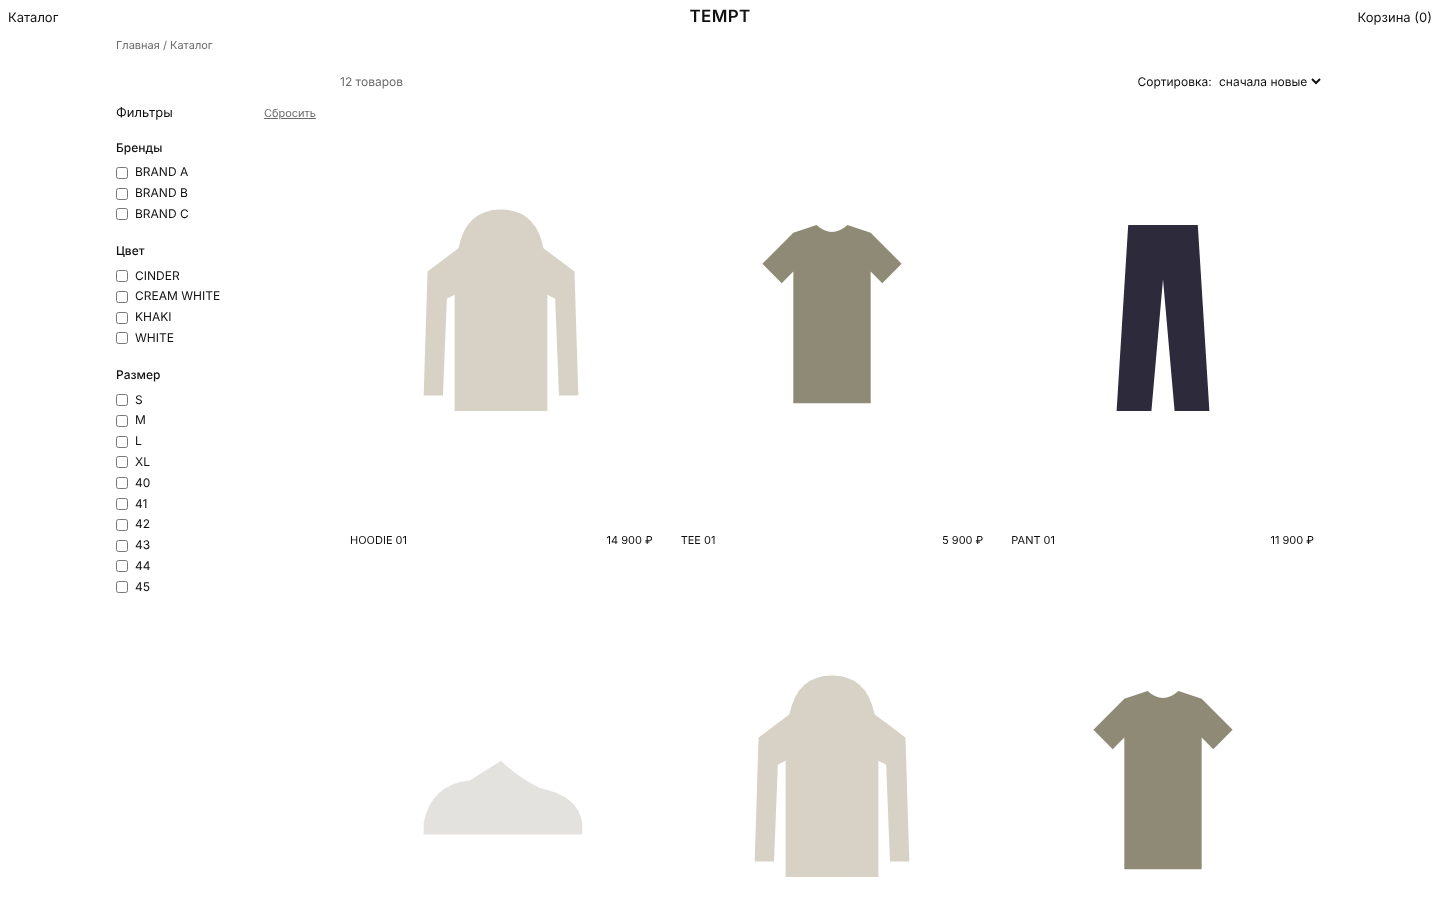 Каталог
TEMPT
Корзина (0)
Главная / Каталог
12 товаров
Сортировка: сначала новые
Фильтры
Сбросить
Бренды
BRAND A
BRAND B
BRAND C
Цвет
CINDER
CREAM WHITE
KHAKI
WHITE
Размер
S
M
L
XL
40
41
42
43
44
45
HOODIE 01
14 900 ₽
TEE 01
5 900 ₽
PANT 01
11 900 ₽